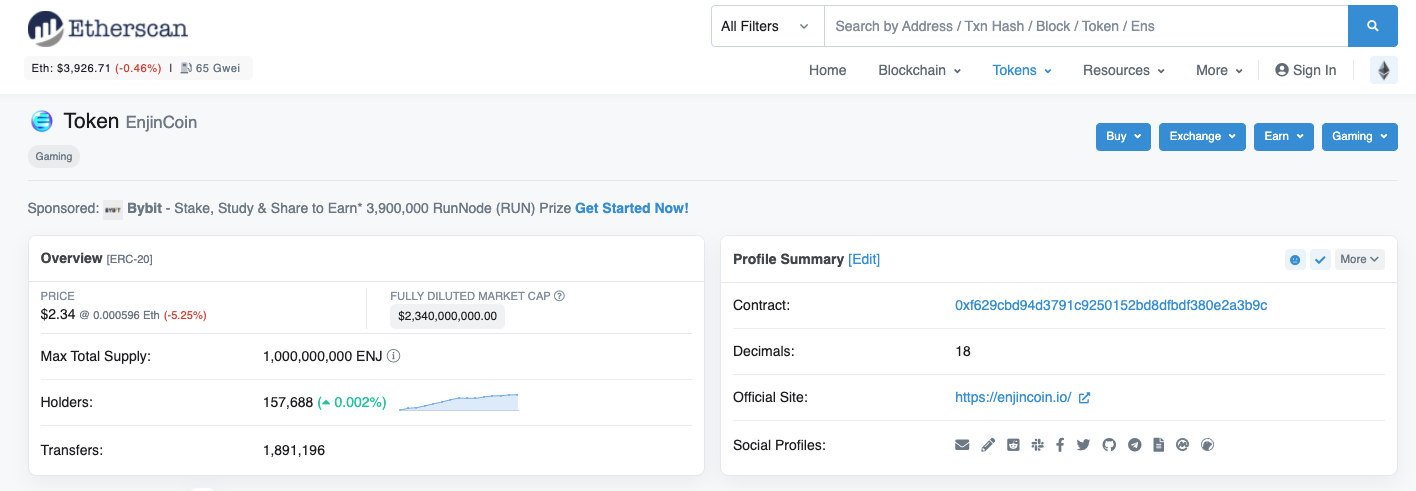 Etherscan
All Filters
Search by Address / Txn Hash / Block / Token / Ens
Eth: $3,926.71 (-0.46%) | 65 Gwei
Home Blockchain Tokens Resources More Sign In
Token EnjinCoin
Buy Exchange Earn Gaming
Gaming
Sponsored: BYBIT Bybit - Stake, Study & Share to Earn* 3,900,000 RunNode (RUN) Prize Get Started Now!
Overview [ERC-20]
PRICE
$2.34 @ 0.000596 Eth (-5.25%)
FULLY DILUTED MARKET CAP
$2,340,000,000.00
Max Total Supply: 1,000,000,000 ENJ
Holders: 157,688 (0.002%)
Transfers: 1,891,196
Profile Summary [Edit]
More
Contract: 0xf629cbd94d3791c9250152bd8dfbdf380e2a3b9c
Decimals: 18
Official Site: https://enjincoin.io/
Social Profiles: